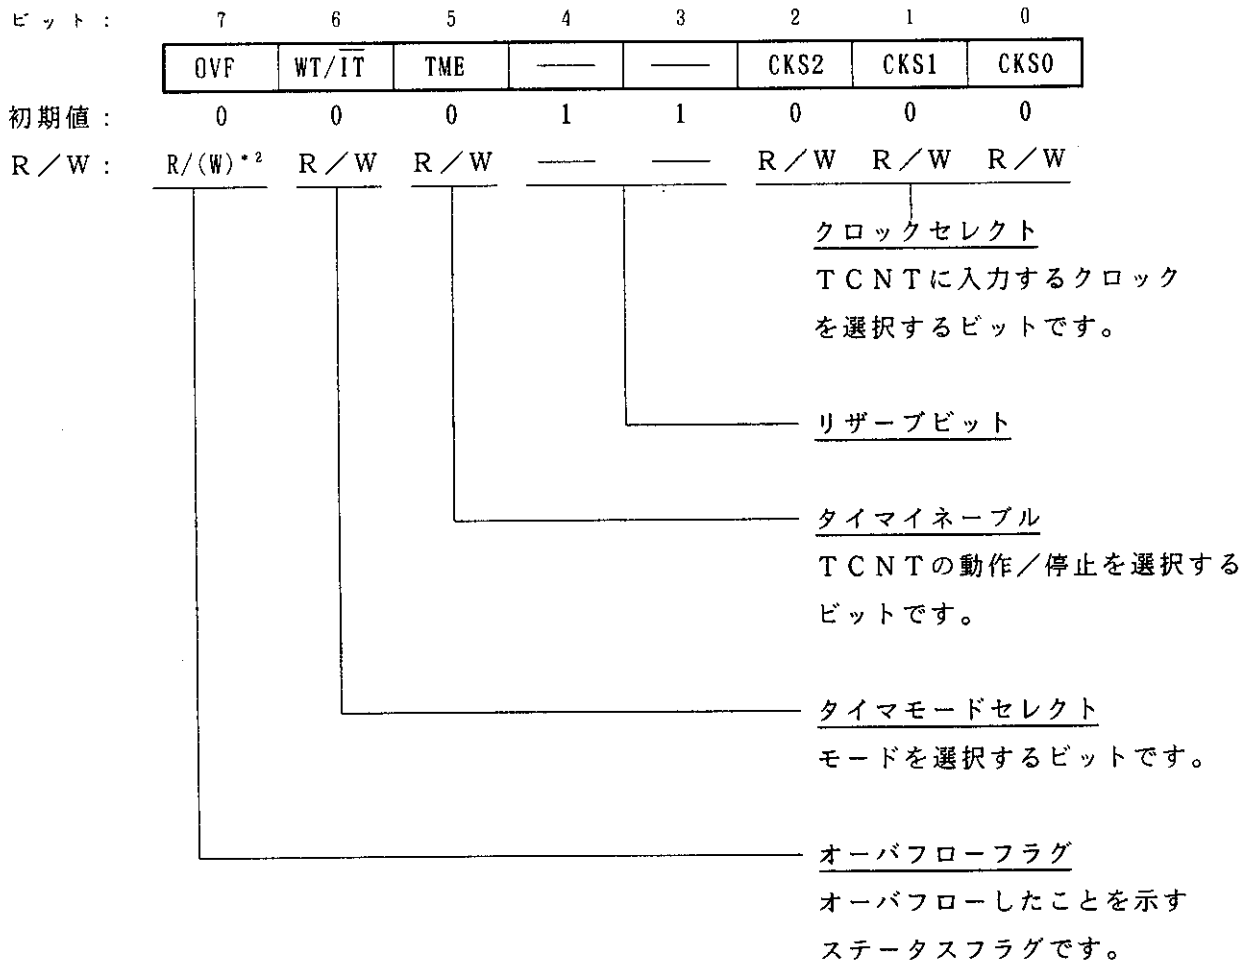 ビット： 7 6 5 4 3 2 1 0
OVF WT/I̅T̅ TME ― ― CKS2 CKS1 CKS0
初期値： 0 0 0 1 1 0 0 0
R／W： R/(W)*2 R／W R／W ― ― R／W R／W R／W
クロックセレクト
TCNTに入力するクロック
を選択するビットです。
リザーブビット
タイマイネーブル
TCNTの動作／停止を選択する
ビットです。
タイマモードセレクト
モードを選択するビットです。
オーバフローフラグ
オーバフローしたことを示す
ステータスフラグです。